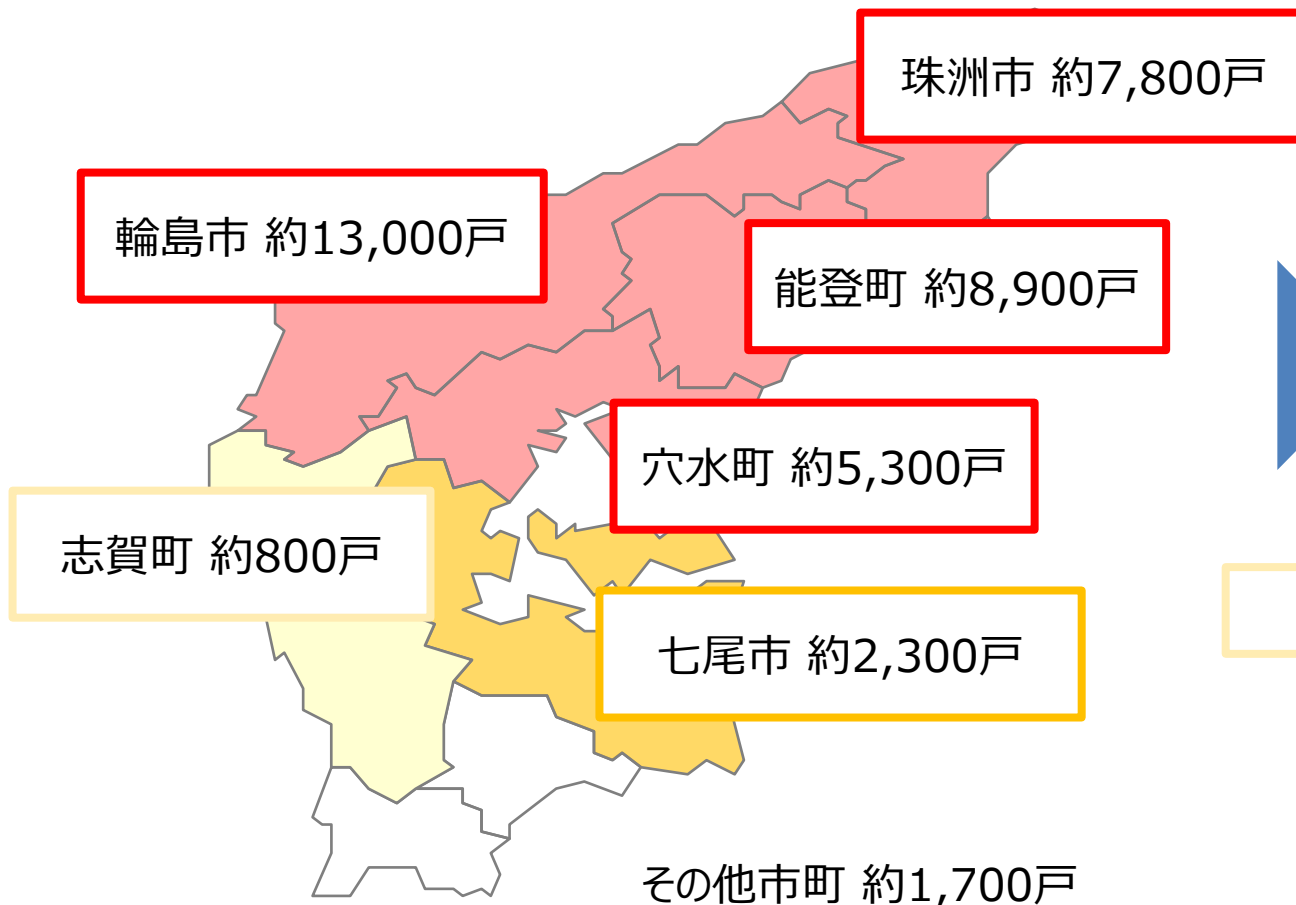 珠洲市 約7,800戸
輪島市 約13,000戸
能登町 約8,900戸
穴水町 約5,300戸
志賀町 約800戸
七尾市 約2,300戸
その他市町 約1,700戸